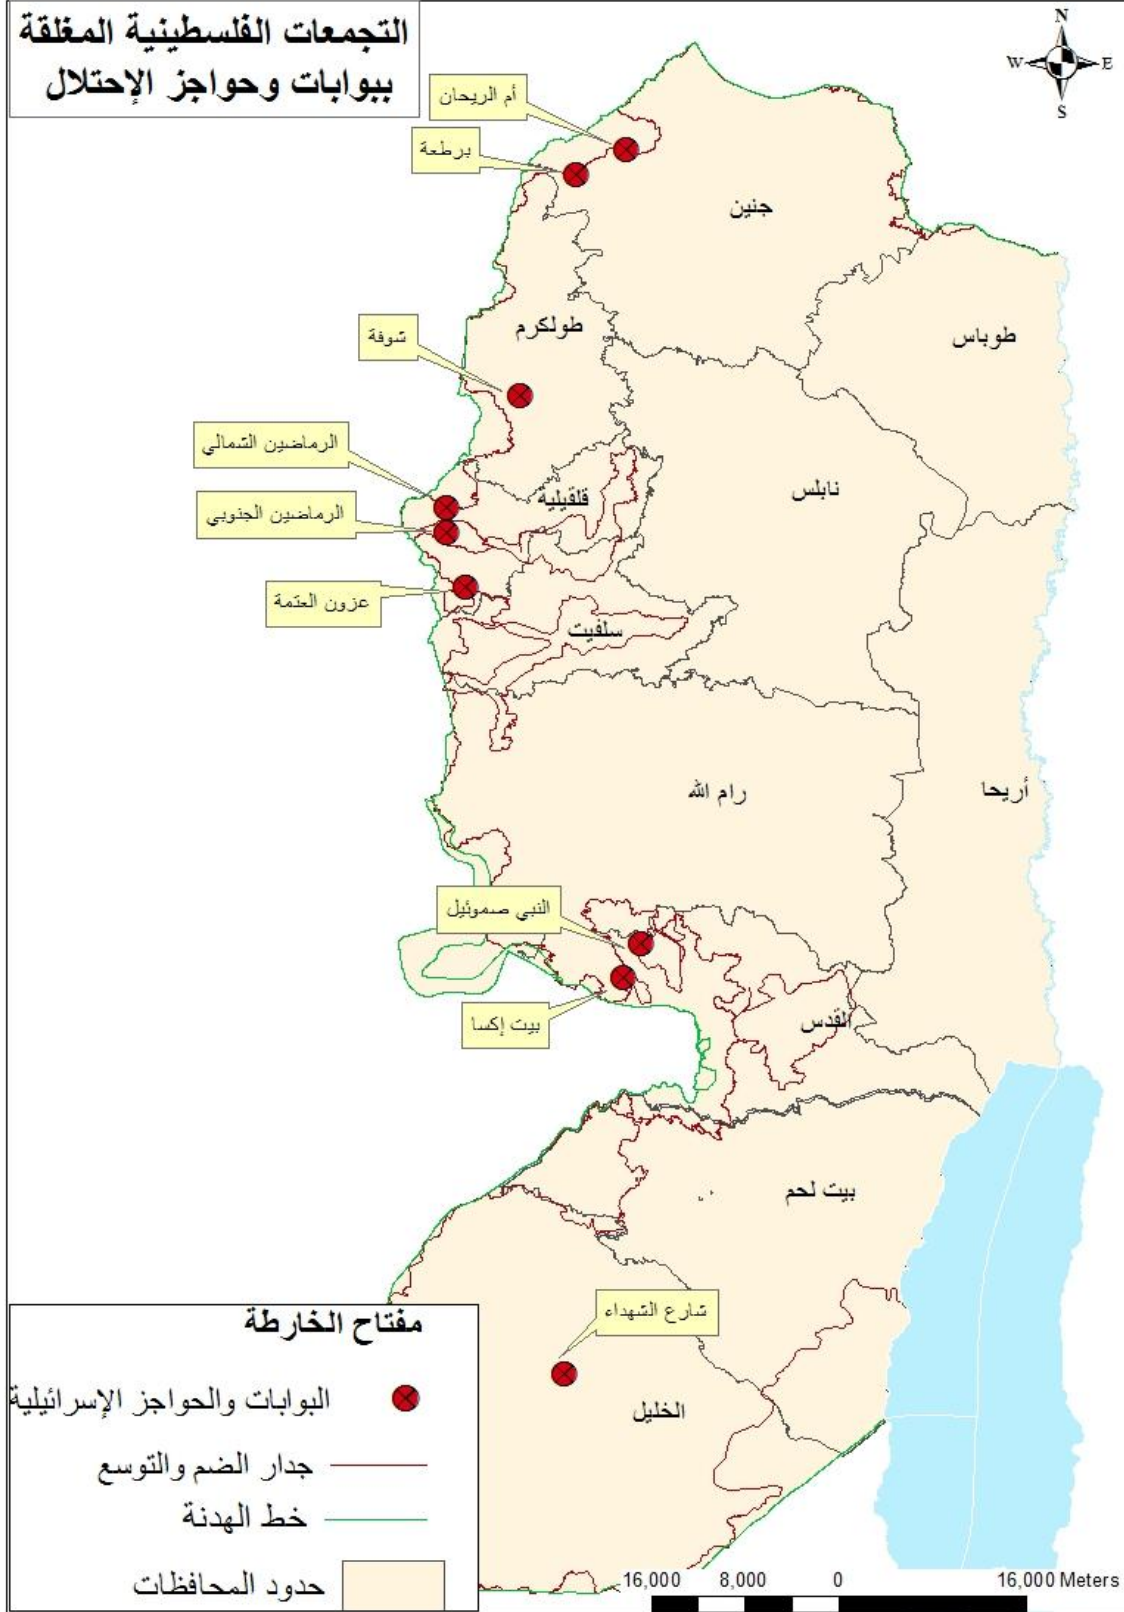 التجمعات الفلسطينية المغلقة
ببوابات وحواجز الإحتلال
N
W
E
S
أم الريحان
برطعة
جنين
طولكرم
طوباس
شوفة
الرماضين الشمالي
قلقيلية
نابلس
الرماضين الجنوبي
عزون العتمة
سلفيت
رام الله
أريحا
النبي صموئيل
بيت إكسا
القدس
بيت لحم
شارع الشهداء
الخليل
مفتاح الخارطة
البوابات والحواجز الإسرائيلية
جدار الضم والتوسع
خط الهدنة
حدود المحافظات
16,000 8,000 0 16,000 Meters